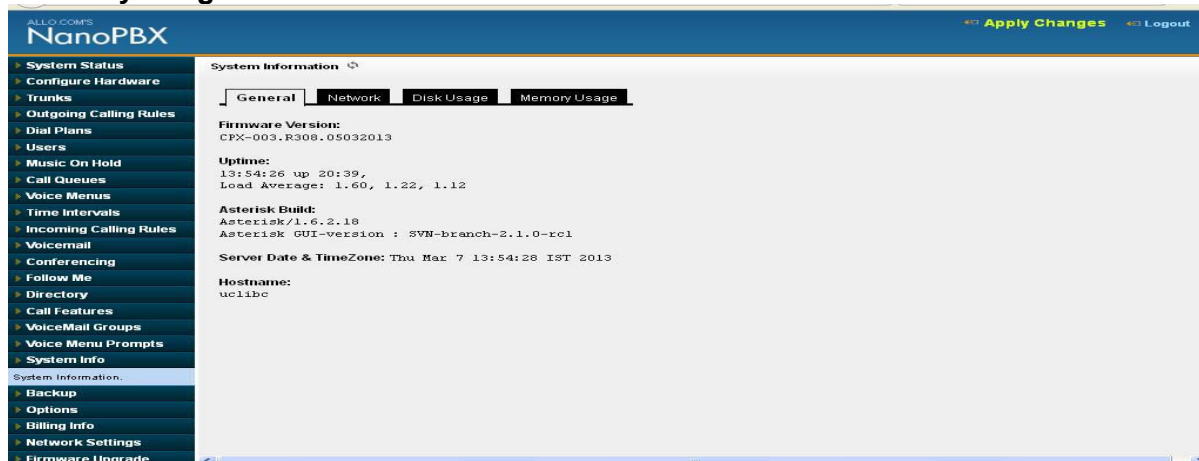 ALLO.COM'S
NanoPBX
Apply Changes
Logout
System Status
Configure Hardware
Trunks
Outgoing Calling Rules
Dial Plans
Users
Music On Hold
Call Queues
Voice Menus
Time Intervals
Incoming Calling Rules
Voicemail
Conferencing
Follow Me
Directory
Call Features
VoiceMail Groups
Voice Menu Prompts
System Info
System Information.
Backup
Options
Billing Info
Network Settings
Firmware Upgrade
System Information
General Network Disk Usage Memory Usage
Firmware Version:
CPX-003.R308.05032013
Uptime:
13:54:26 up 20:39,
Load Average: 1.60, 1.22, 1.12
Asterisk Build:
Asterisk/1.6.2.18
Asterisk GUI-version : SVN-branch-2.1.0-rc1
Server Date & TimeZone: Thu Mar 7 13:54:28 IST 2013
Hostname:
uclibc